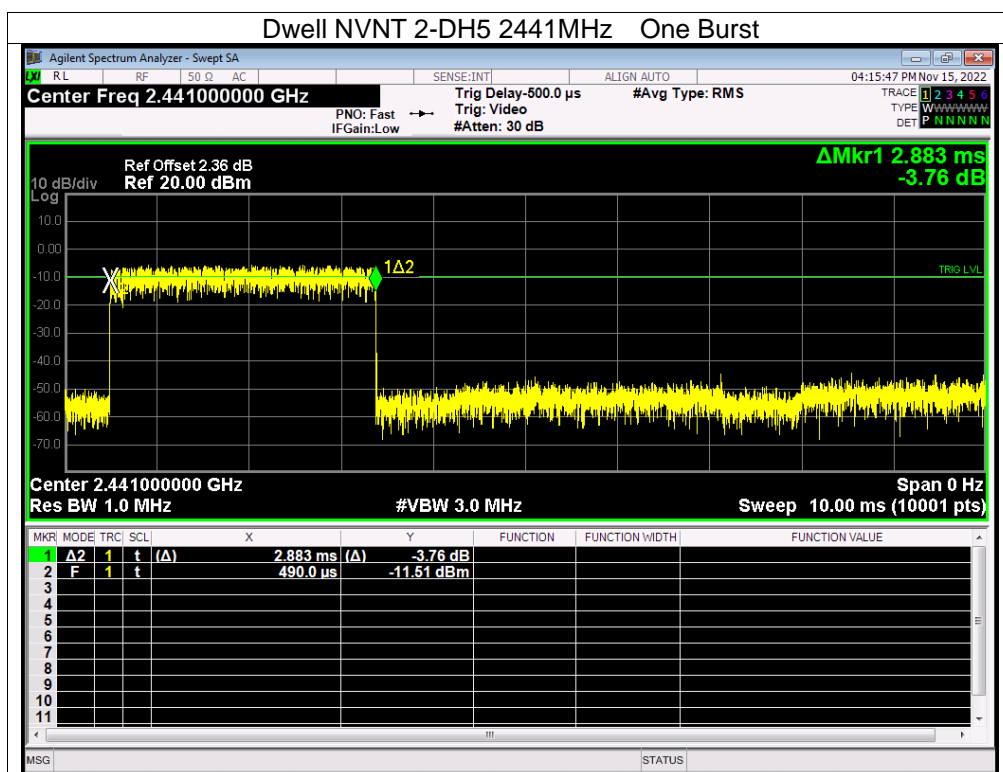 Dwell NVNT 2-DH5 2441MHz One Burst
Agilent Spectrum Analyzer - Swept SA
LXI RL RF 50 Ω AC SENSE:INT ALIGN AUTO 04:15:47 PM Nov 15, 2022
Center Freq 2.441000000 GHz Trig Delay-500.0 µs #Avg Type: RMS TRACE 1 2 3 4 5 6
PNO: Fast Trig: Video TYPE WWWWWW
IFGain:Low #Atten: 30 dB DET P N N N N N
ΔMkr1 2.883 ms
-3.76 dB
Ref Offset 2.36 dB
10 dB/div Ref 20.00 dBm
Log
10.0
0.00
-10.0
-20.0
-30.0
-40.0
-50.0
-60.0
-70.0
X2
1Δ2
TRIG LVL
Center 2.441000000 GHz Span 0 Hz
Res BW 1.0 MHz #VBW 3.0 MHz Sweep 10.00 ms (10001 pts)
MKR MODE TRC SCL X Y FUNCTION FUNCTION WIDTH FUNCTION VALUE
1 Δ2 1 t (Δ) 2.883 ms (Δ) -3.76 dB
2 F 1 t 490.0 µs -11.51 dBm
3
4
5
6
7
8
9
10
11
MSG STATUS